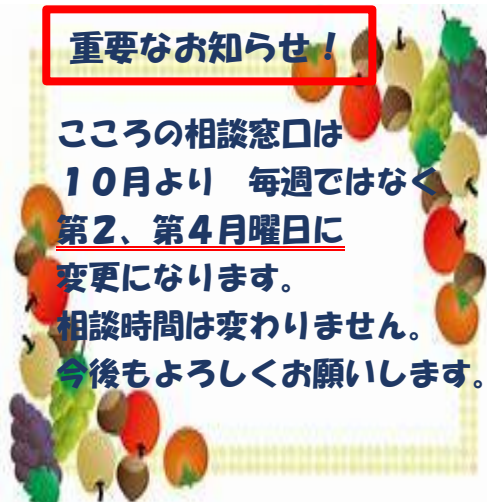 重要なお知らせ！
こころの相談窓口は
１０月より　毎週ではなく
第２、第４月曜日に
変更になります。
相談時間は変わりません。
今後もよろしくお願いします。